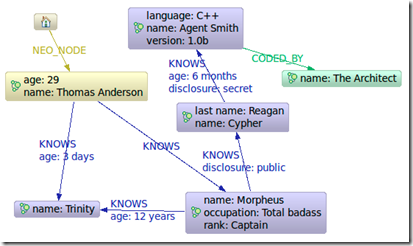 language: C++
name: Agent Smith
version: 1.0b
NEO_NODE
CODED_BY
KNOWS
age: 6 months
disclosure: secret
name: The Architect
age: 29
name: Thomas Anderson
last name: Reagan
name: Cypher
KNOWS
age: 3 days
KNOWS
KNOWS
disclosure: public
name: Trinity
KNOWS
age: 12 years
name: Morpheus
occupation: Total badass
rank: Captain